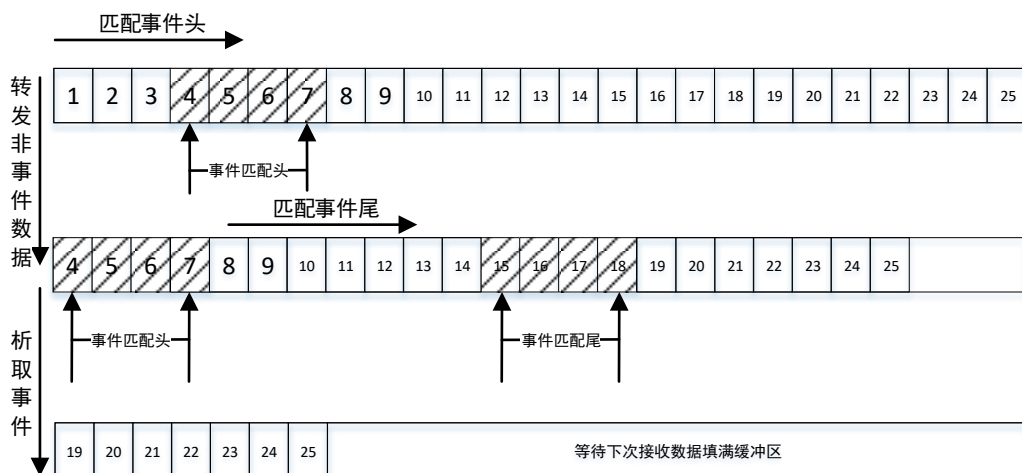 匹配事件头
转发非事件数据
1 2 3 4 5 6 7 8 9 10 11 12 13 14 15 16 17 18 19 20 21 22 23 24 25
事件匹配头
匹配事件尾
4 5 6 7 8 9 10 11 12 13 14 15 16 17 18 19 20 21 22 23 24 25
事件匹配头 事件匹配尾
析取事件
19 20 21 22 23 24 25 等待下次接收数据填满缓冲区